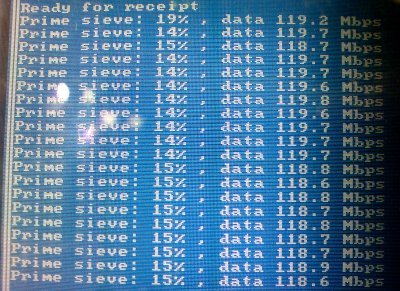 Ready for receipt
Prime sieve: 19% , data 119.2 Mbps
Prime sieve: 14% , data 119.7 Mbps
Prime sieve: 15% , data 118.7 Mbps
Prime sieve: 14% , data 119.7 Mbps
Prime sieve: 14% , data 119.7 Mbps
Prime sieve: 14% , data 119.6 Mbps
Prime sieve: 14% , data 119.8 Mbps
Prime sieve: 14% , data 119.6 Mbps
Prime sieve: 14% , data 119.7 Mbps
Prime sieve: 14% , data 119.7 Mbps
Prime sieve: 14% , data 119.7 Mbps
Prime sieve: 15% , data 118.8 Mbps
Prime sieve: 15% , data 118.6 Mbps
Prime sieve: 15% , data 118.8 Mbps
Prime sieve: 15% , data 118.7 Mbps
Prime sieve: 15% , data 118.8 Mbps
Prime sieve: 15% , data 118.7 Mbps
Prime sieve: 15% , data 118.7 Mbps
Prime sieve: 15% , data 118.9 Mbps
Prime sieve: 15% , data 118.6 Mbps